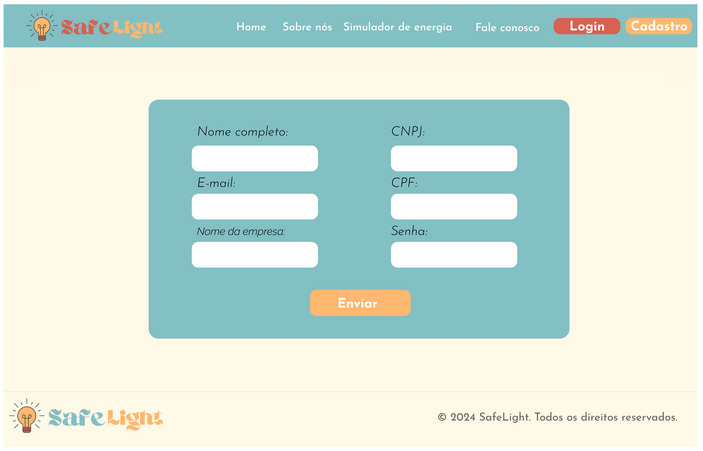 SafeLight Home Sobre nós Simulador de energia Fale conosco Login Cadastro
Nome completo: CNPJ:
E-mail: CPF:
Nome da empresa: Senha:
Enviar
SafeLight © 2024 SafeLight. Todos os direitos reservados.